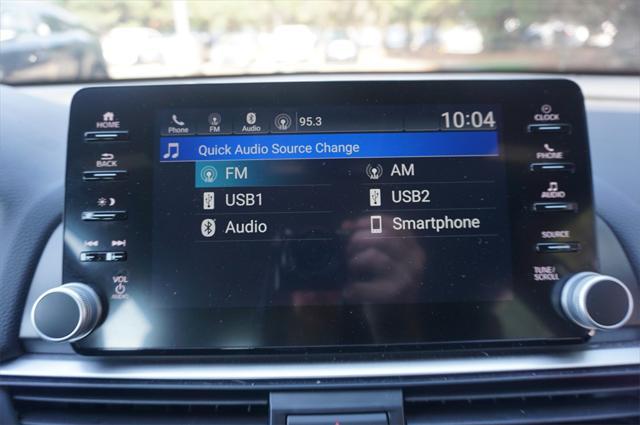 HOME
BACK
VOL
AUDIO
Phone FM Audio 95.3 10:04
Quick Audio Source Change
FM AM
USB1 USB2
Audio Smartphone
CLOCK
PHONE
AUDIO
SOURCE
TUNE/
SCROLL